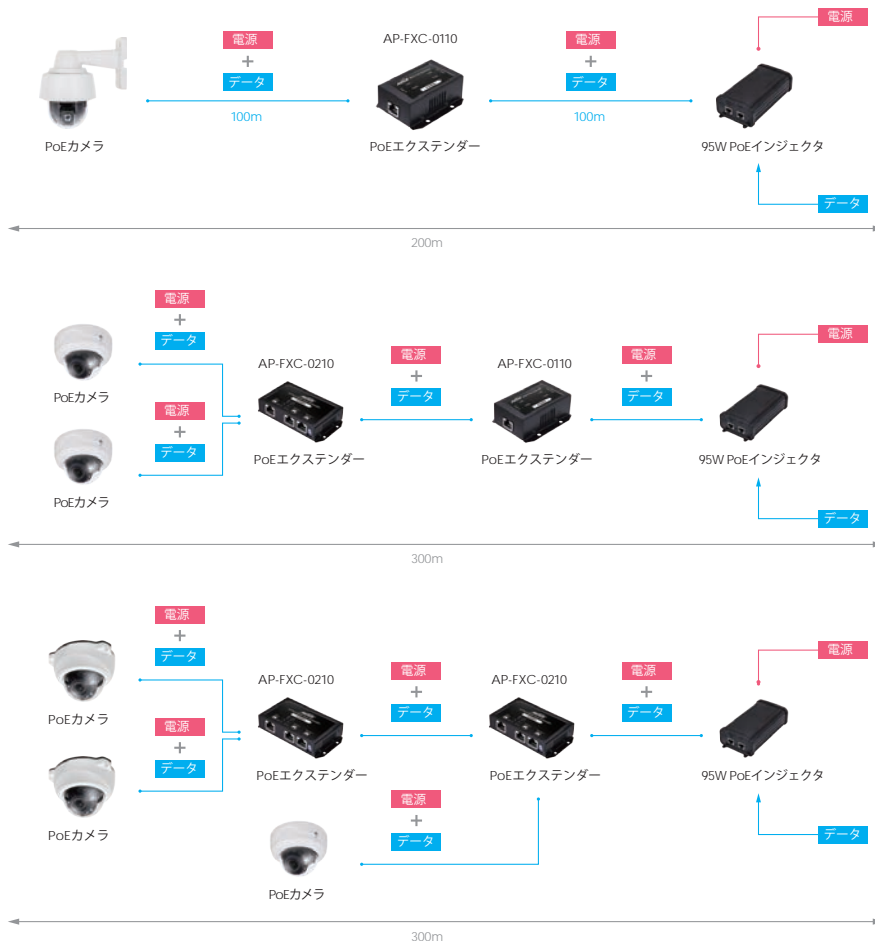 電源
電源
AP-FXC-0110
電源
+
+
データ
データ
100m
100m
PoEカメラ
PoEエクステンダー
95W PoEインジェクタ
データ
200m
電源
+
データ
電源
AP-FXC-0210
電源
AP-FXC-0110
電源
+
+
データ
データ
PoEカメラ
電源
+
データ
PoEエクステンダー
PoEエクステンダー
95W PoEインジェクタ
PoEカメラ
データ
300m
電源
+
データ
電源
AP-FXC-0210
電源
AP-FXC-0210
電源
+
+
データ
データ
PoEカメラ
電源
+
データ
PoEエクステンダー
PoEエクステンダー
95W PoEインジェクタ
電源
+
データ
PoEカメラ
データ
PoEカメラ
300m